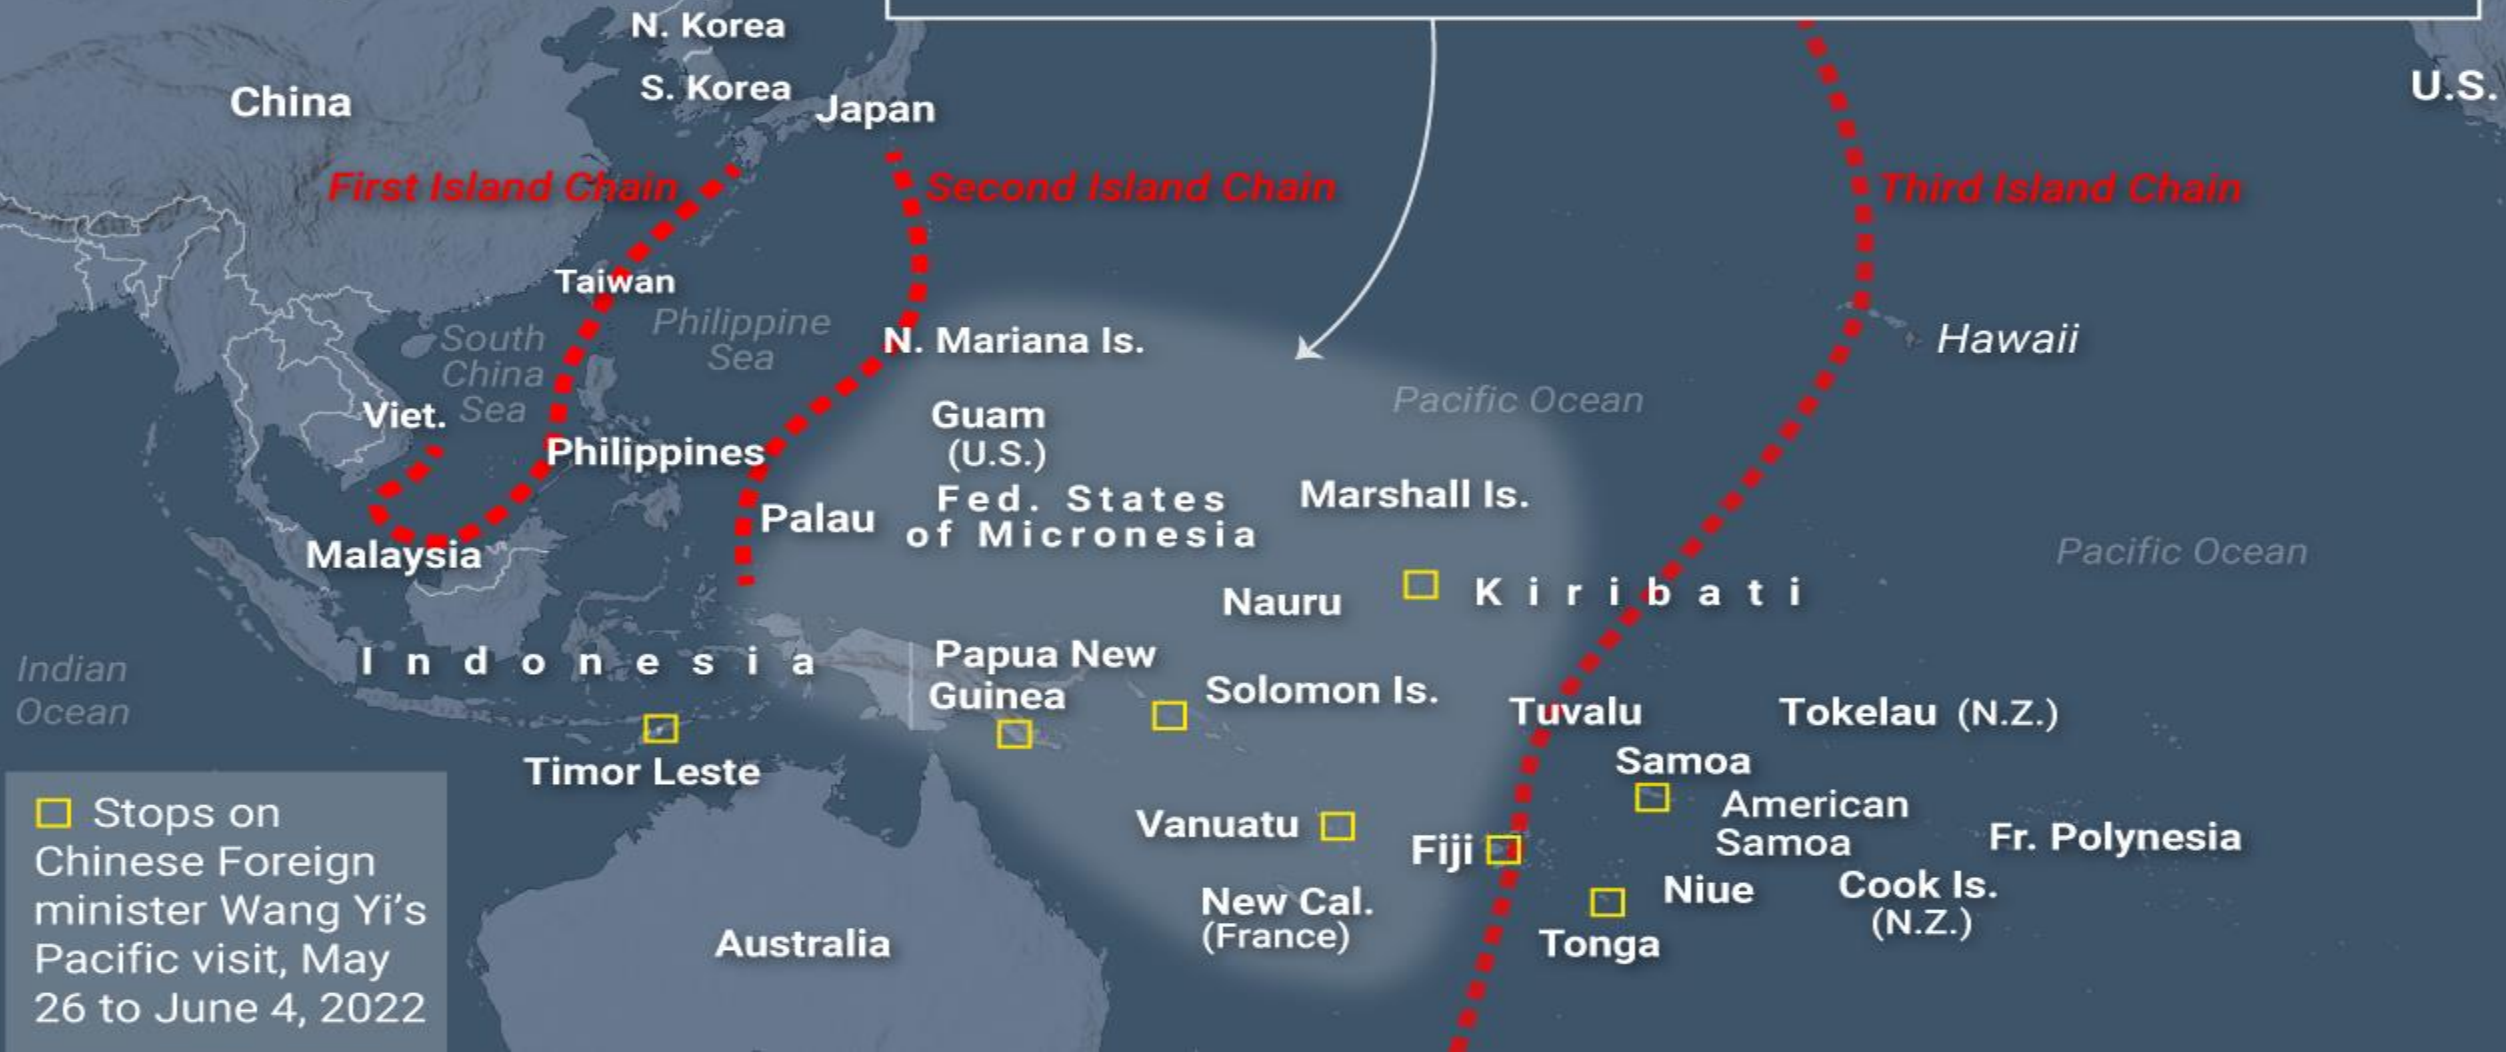 N. Korea
S. Korea
China
Japan
U.S.
First Island Chain
Second Island Chain
Third Island Chain
Taiwan
South
China
Sea
Philippine
Sea
N. Mariana Is.
Hawaii
Viet.
Guam
(U.S.)
Pacific Ocean
Philippines
Palau
Fed. States
of Micronesia
Marshall Is.
Malaysia
Pacific Ocean
Nauru
Kiribati
Indian
Ocean
Indonesia
Papua New
Guinea
Solomon Is.
Tuvalu
Tokelau (N.Z.)
Timor Leste
Samoa
American
Samoa
Vanuatu
Fiji
Fr. Polynesia
New Cal.
(France)
Niue
Cook Is.
(N.Z.)
Tonga
Australia
Stops on
Chinese Foreign
minister Wang Yi’s
Pacific visit, May
26 to June 4, 2022